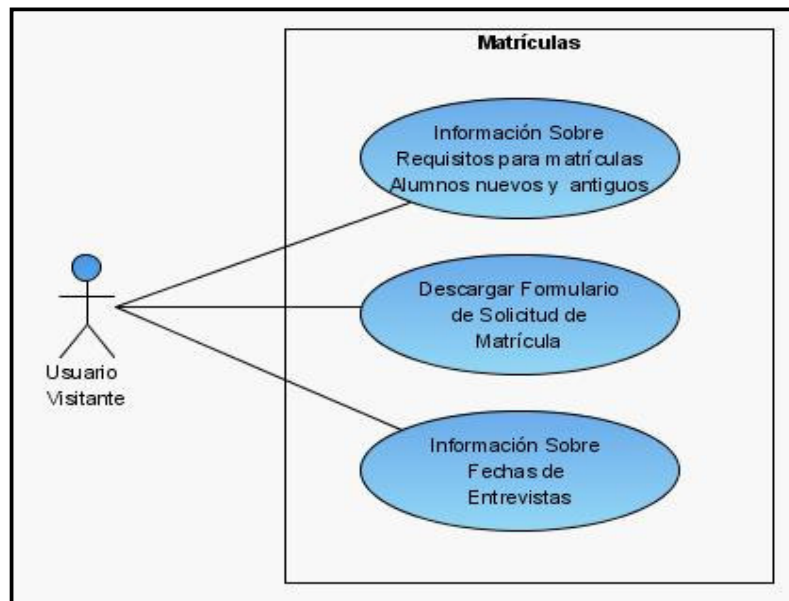 Matrículas
Información Sobre
Requisitos para matrículas
Alumnos nuevos y antiguos
Descargar Formulario
de Solicitud de
Matrícula
Usuario
Visitante
Información Sobre
Fechas de
Entrevistas